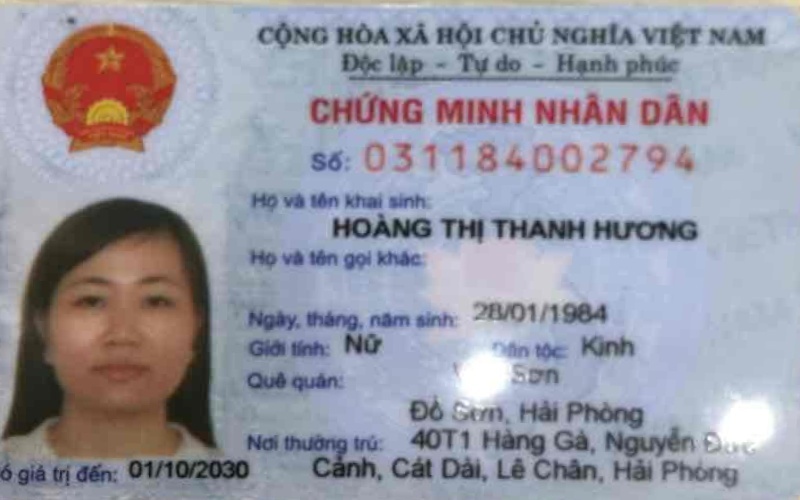 CỘNG HÒA XÃ HỘI CHỦ NGHĨA VIỆT NAM
Độc lập - Tự do - Hạnh phúc
CHỨNG MINH NHÂN DÂN
Số: 031184002794
Họ và tên khai sinh:
HOÀNG THỊ THANH HƯƠNG
Họ và tên gọi khác:
Ngày, tháng, năm sinh: 28/01/1984
Giới tính: Nữ Dân tộc: Kinh
Quê quán: Sơn
Đồ Sơn, Hải Phòng
Nơi thường trú: 40T1 Hàng Gà, Nguyễn
Cảnh, Cát Dài, Lê Chân, Hải Phòng
giá trị đến: 01/10/2030